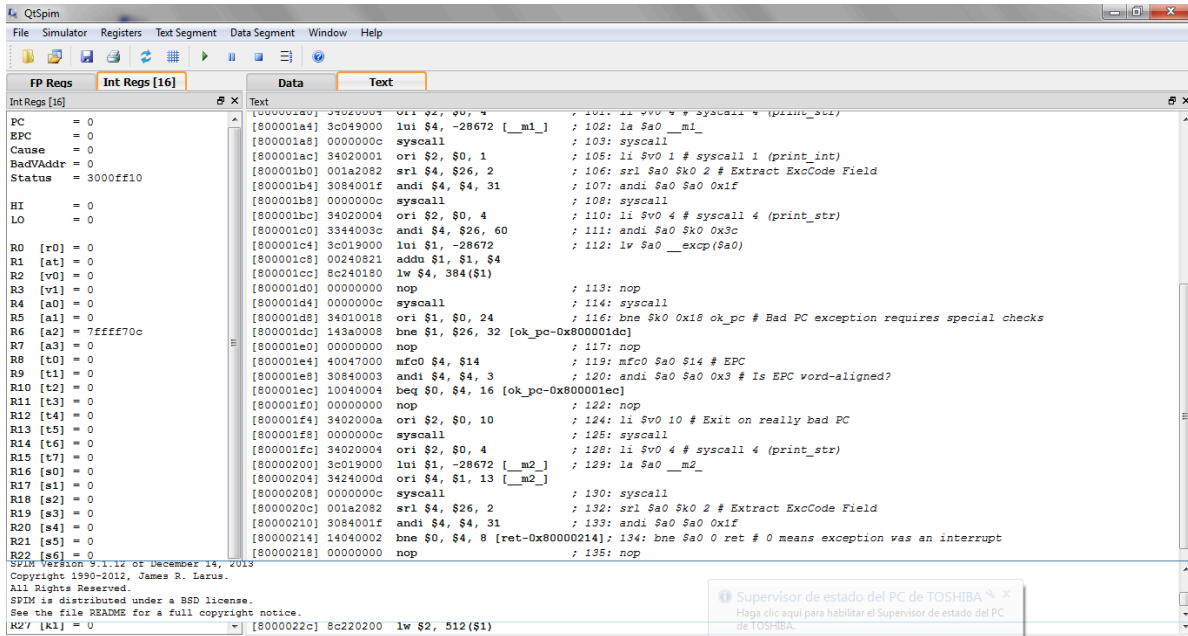 QtSpim
File Simulator Registers Text Segment Data Segment Window Help
FP Regs Int Regs [16] Data Text
Int Regs [16]
PC = 0
EPC = 0
Cause = 0
BadVAddr = 0
Status = 3000ff10
HI = 0
LO = 0
R0 [r0] = 0
R1 [at] = 0
R2 [v0] = 0
R3 [v1] = 0
R4 [a0] = 0
R5 [a1] = 0
R6 [a2] = 7ffff70c
R7 [a3] = 0
R8 [t0] = 0
R9 [t1] = 0
R10 [t2] = 0
R11 [t3] = 0
R12 [t4] = 0
R13 [t5] = 0
R14 [t6] = 0
R15 [t7] = 0
R16 [s0] = 0
R17 [s1] = 0
R18 [s2] = 0
R19 [s3] = 0
R20 [s4] = 0
R21 [s5] = 0
R22 [s6] = 0
Text
[800001a0] 34020004 ori $2, $0, 4 ; 101: li $v0 4 # syscall 4 (print_str)
[800001a4] 3c049000 lui $4, -28672 [__m1_] ; 102: la $a0 __m1_
[800001a8] 0000000c syscall ; 103: syscall
[800001ac] 34020001 ori $2, $0, 1 ; 105: li $v0 1 # syscall 1 (print_int)
[800001b0] 001a2082 srl $4, $26, 2 ; 106: srl $a0 $k0 2 # Extract ExcCode Field
[800001b4] 3084001f andi $4, $4, 31 ; 107: andi $a0 $a0 0x1f
[800001b8] 0000000c syscall ; 108: syscall
[800001bc] 34020004 ori $2, $0, 4 ; 110: li $v0 4 # syscall 4 (print_str)
[800001c0] 3344003c andi $4, $26, 60 ; 111: andi $a0 $k0 0x3c
[800001c4] 3c019000 lui $1, -28672 ; 112: lw $a0 __excp($a0)
[800001c8] 00240821 addu $1, $1, $4
[800001cc] 8c240180 lw $4, 384($1)
[800001d0] 00000000 nop ; 113: nop
[800001d4] 0000000c syscall ; 114: syscall
[800001d8] 34010018 ori $1, $0, 24 ; 116: bne $k0 0x18 ok_pc # Bad PC exception requires special checks
[800001dc] 143a0008 bne $1, $26, 32 [ok_pc-0x800001dc]
[800001e0] 00000000 nop ; 117: nop
[800001e4] 40047000 mfc0 $4, $14 ; 119: mfc0 $a0 $14 # EPC
[800001e8] 30840003 andi $4, $4, 3 ; 120: andi $a0 $a0 0x3 # Is EPC word-aligned?
[800001ec] 10040004 beq $0, $4, 16 [ok_pc-0x800001ec]
[800001f0] 00000000 nop ; 122: nop
[800001f4] 3402000a ori $2, $0, 10 ; 124: li $v0 10 # Exit on really bad PC
[800001f8] 0000000c syscall ; 125: syscall
[800001fc] 34020004 ori $2, $0, 4 ; 128: li $v0 4 # syscall 4 (print_str)
[80000200] 3c019000 lui $1, -28672 [__m2_] ; 129: la $a0 __m2_
[80000204] 3424000d ori $4, $1, 13 [__m2_]
[80000208] 0000000c syscall ; 130: syscall
[8000020c] 001a2082 srl $4, $26, 2 ; 132: srl $a0 $k0 2 # Extract ExcCode Field
[80000210] 3084001f andi $4, $4, 31 ; 133: andi $a0 $a0 0x1f
[80000214] 14040002 bne $0, $4, 8 [ret-0x80000214]; 134: bne $a0 0 ret # 0 means exception was an interrupt
[80000218] 00000000 nop ; 135: nop
SPIM Version 9.1.12 of December 14, 2013
Copyright 1990-2012, James R. Larus.
All Rights Reserved.
SPIM is distributed under a BSD license.
See the file README for a full copyright notice.
R27 [k1] = 0 [8000022c] 8c220200 lw $2, 512($1)
Supervisor de estado del PC de TOSHIBA
Haga clic aquí para habilitar el Supervisor de estado del PC
de TOSHIBA.